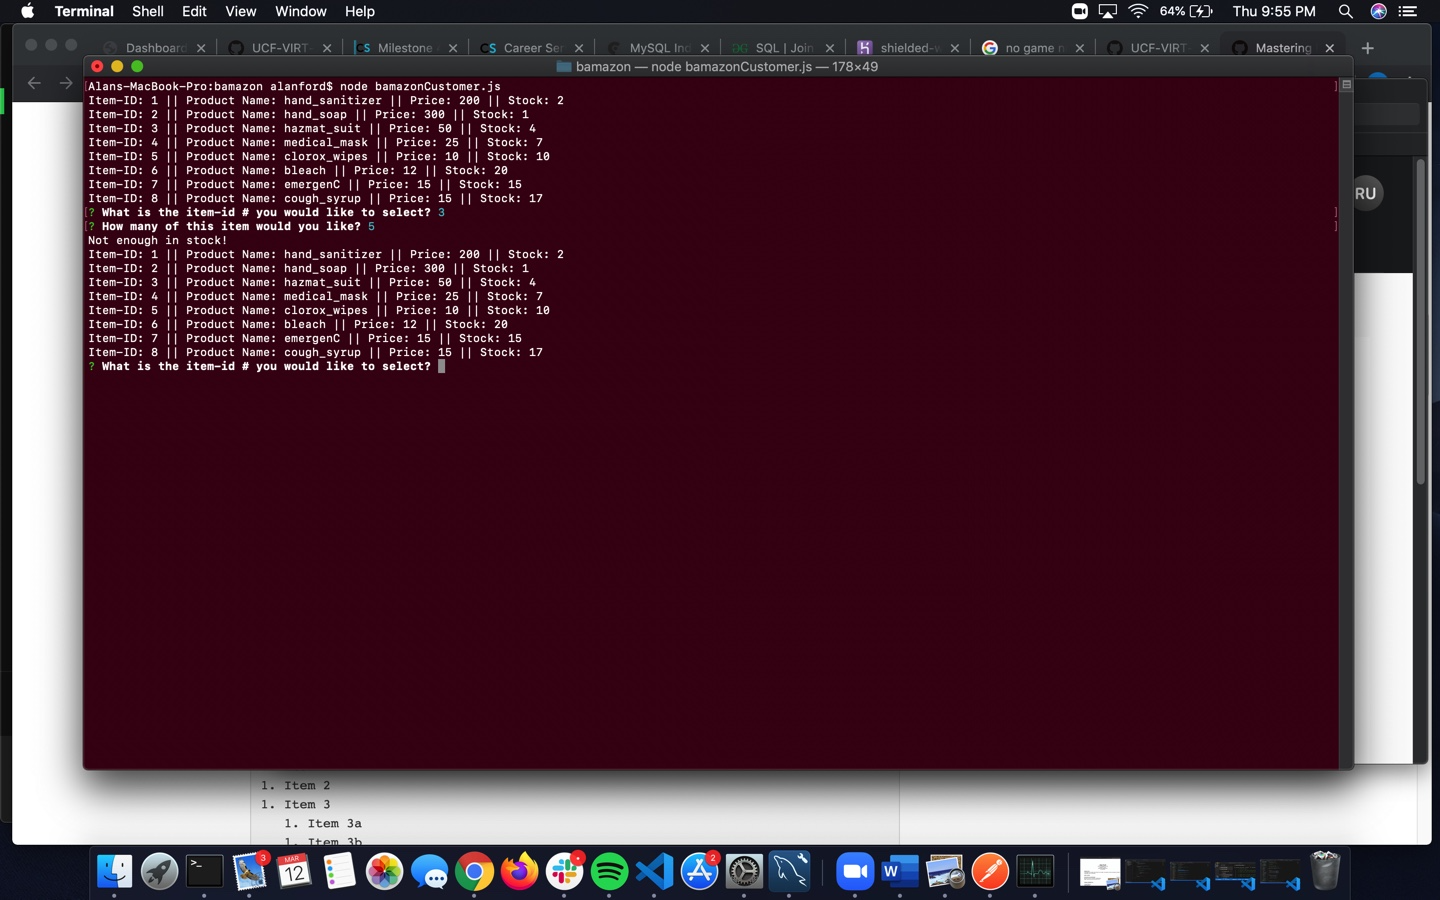 Terminal Shell Edit View Window Help 64% Thu 9:55 PM
Dashboard UCF-VIRT- CS Milestone CS Career Ser MySQL Ind SQL | Join shielded-w no game n UCF-VIRT- Mastering
bamazon — node bamazonCustomer.js — 178×49
[Alans-MacBook-Pro:bamazon alanford$ node bamazonCustomer.js ]
Item-ID: 1 || Product Name: hand_sanitizer || Price: 200 || Stock: 2
Item-ID: 2 || Product Name: hand_soap || Price: 300 || Stock: 1
Item-ID: 3 || Product Name: hazmat_suit || Price: 50 || Stock: 4
Item-ID: 4 || Product Name: medical_mask || Price: 25 || Stock: 7
Item-ID: 5 || Product Name: clorox_wipes || Price: 10 || Stock: 10
Item-ID: 6 || Product Name: bleach || Price: 12 || Stock: 20
Item-ID: 7 || Product Name: emergenC || Price: 15 || Stock: 15
Item-ID: 8 || Product Name: cough_syrup || Price: 15 || Stock: 17
[? What is the item-id # you would like to select? 3 ]
[? How many of this item would you like? 5 ]
Not enough in stock!
Item-ID: 1 || Product Name: hand_sanitizer || Price: 200 || Stock: 2
Item-ID: 2 || Product Name: hand_soap || Price: 300 || Stock: 1
Item-ID: 3 || Product Name: hazmat_suit || Price: 50 || Stock: 4
Item-ID: 4 || Product Name: medical_mask || Price: 25 || Stock: 7
Item-ID: 5 || Product Name: clorox_wipes || Price: 10 || Stock: 10
Item-ID: 6 || Product Name: bleach || Price: 12 || Stock: 20
Item-ID: 7 || Product Name: emergenC || Price: 15 || Stock: 15
Item-ID: 8 || Product Name: cough_syrup || Price: 15 || Stock: 17
? What is the item-id # you would like to select?
RU
1. Item 2
1. Item 3
1. Item 3a
1. Item 3b
3 MAR 12 2